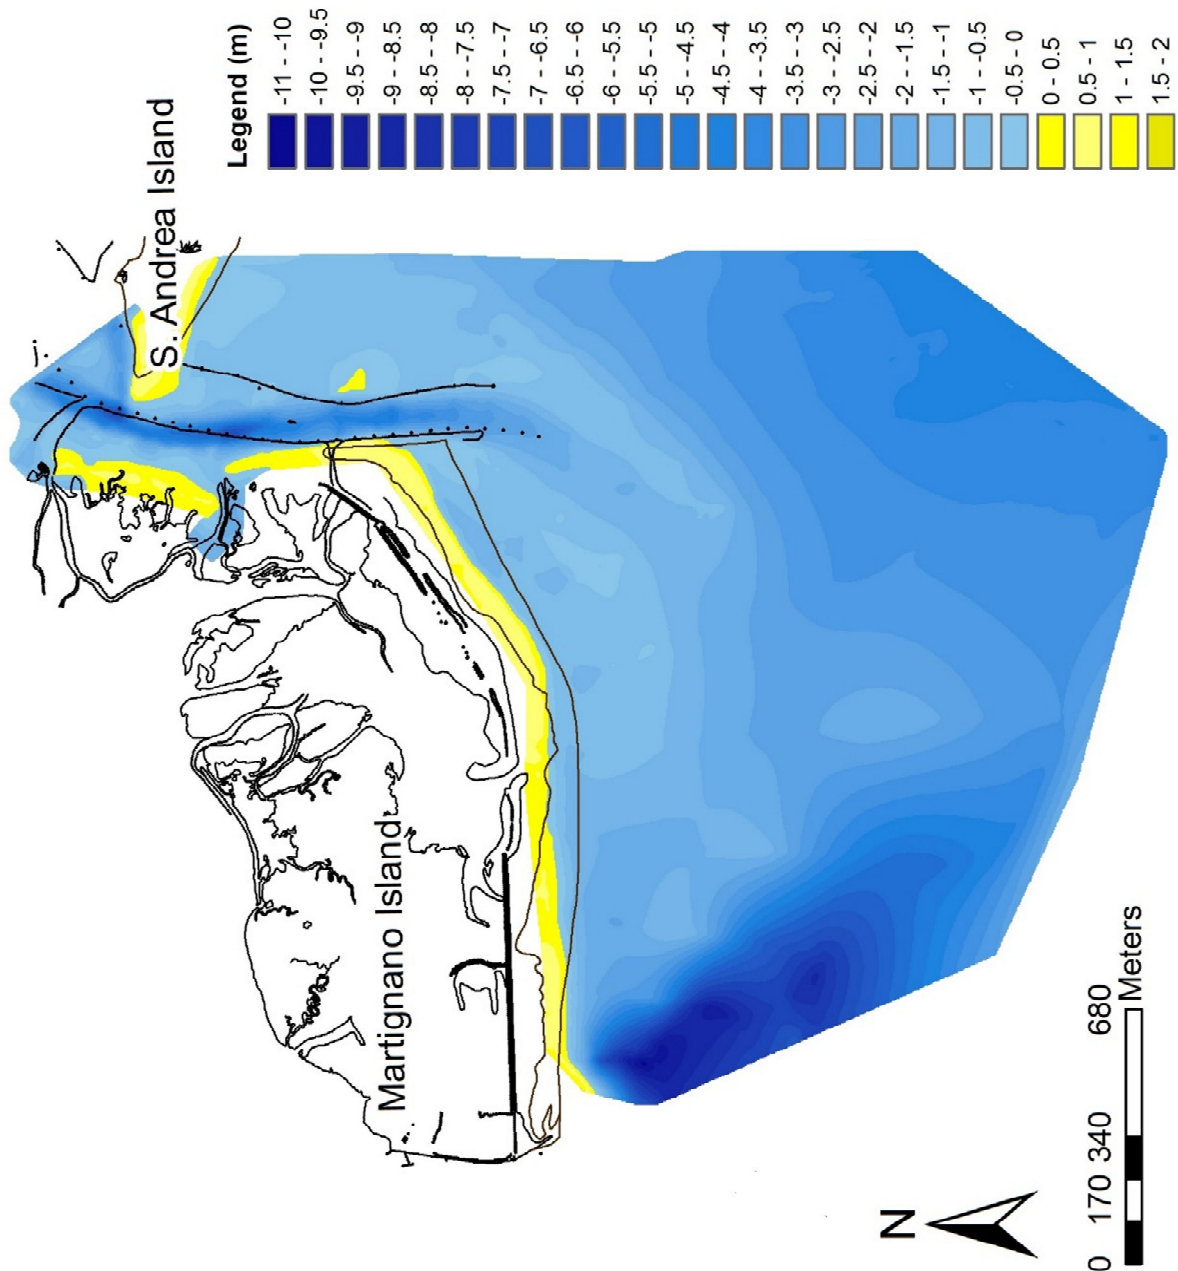 Legend (m)
-11 - -10
-10 - -9.5
-9.5 - -9
-9 - -8.5
-8.5 - -8
-8 - -7.5
-7.5 - -7
-7 - -6.5
-6.5 - -6
-6 - -5.5
-5.5 - -5
-5 - -4.5
-4.5 - -4
-4 - -3.5
-3.5 - -3
-3 - -2.5
-2.5 - -2
-2 - -1.5
-1.5 - -1
-1 - -0.5
-0.5 - 0
0 - 0.5
0.5 - 1
1 - 1.5
1.5 - 2
S. Andrea Island
Martignano Island
N
0 170 340 680
Meters